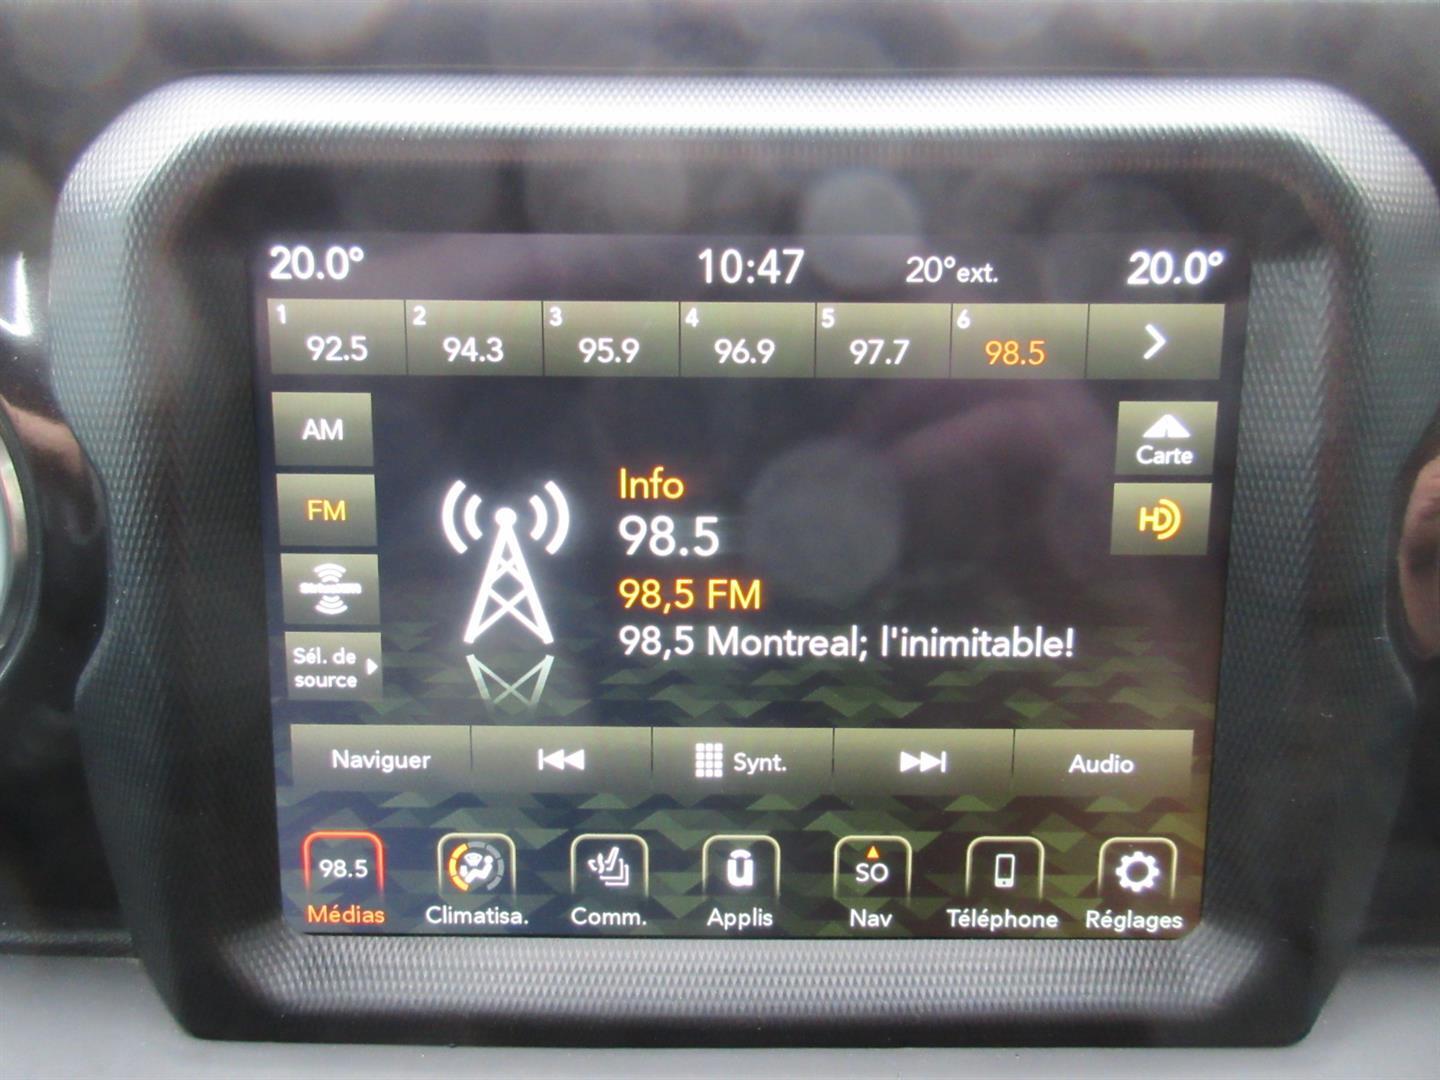 20.0° 10:47 20°ext. 20.0°
1 92.5 2 94.3 3 95.9 4 96.9 5 97.7 6 98.5
AM
Carte
FM
HD
Info
98.5
98,5 FM
98,5 Montreal; l'inimitable!
Sél. de
source
Naviguer Synt. Audio
98.5 SO
Médias Climatisa. Comm. Applis Nav Téléphone Réglages